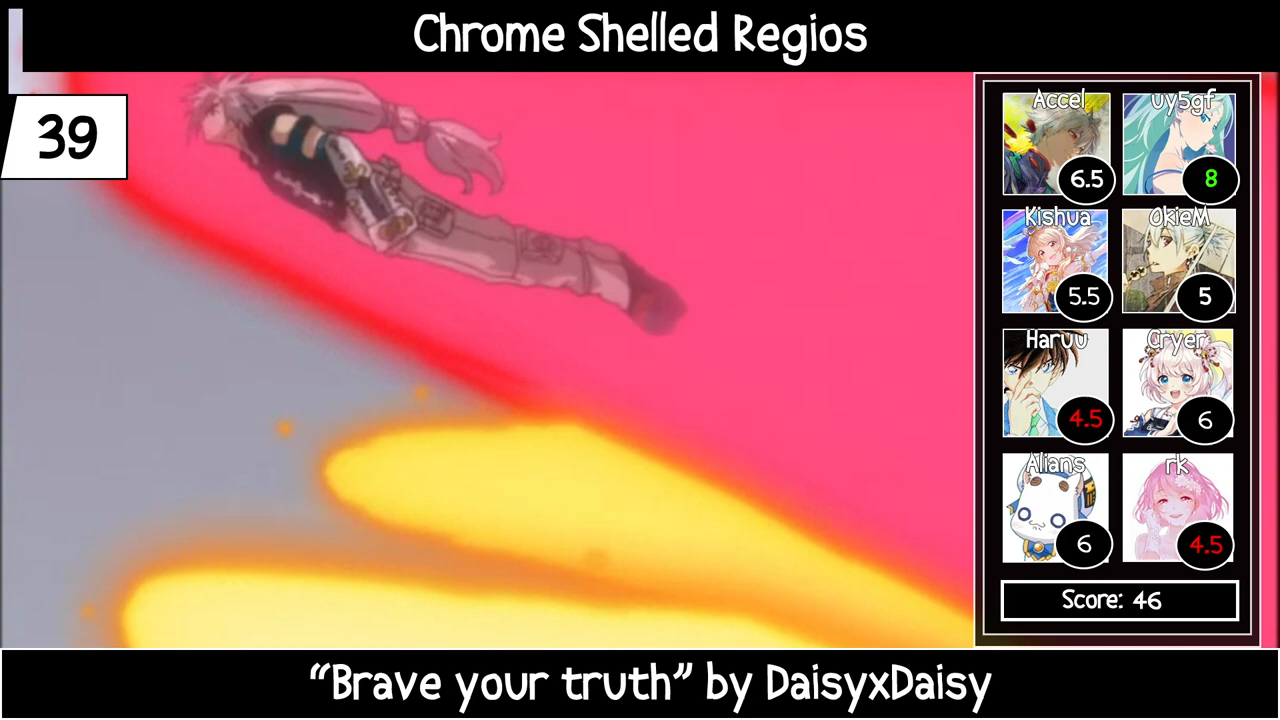 Chrome Shelled Regios
39
Accel
uy5gf
6.5
8
Kishua
OkieM
5.5
5
Haruu
Cryer
4.5
6
Alians
rk
6
4.5
Score: 46
“Brave your truth” by DaisyxDaisy